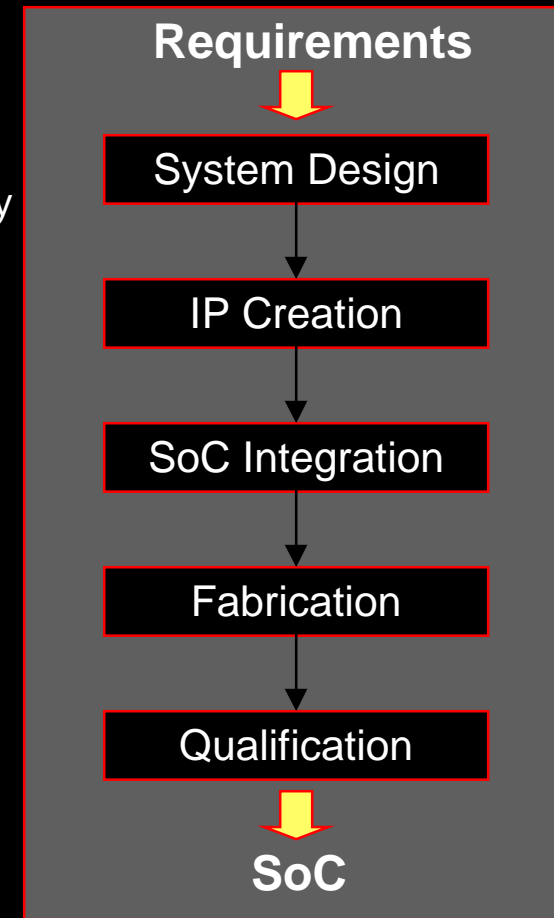 Requirements
System Design
y
IP Creation
SoC Integration
Fabrication
Qualification
SoC